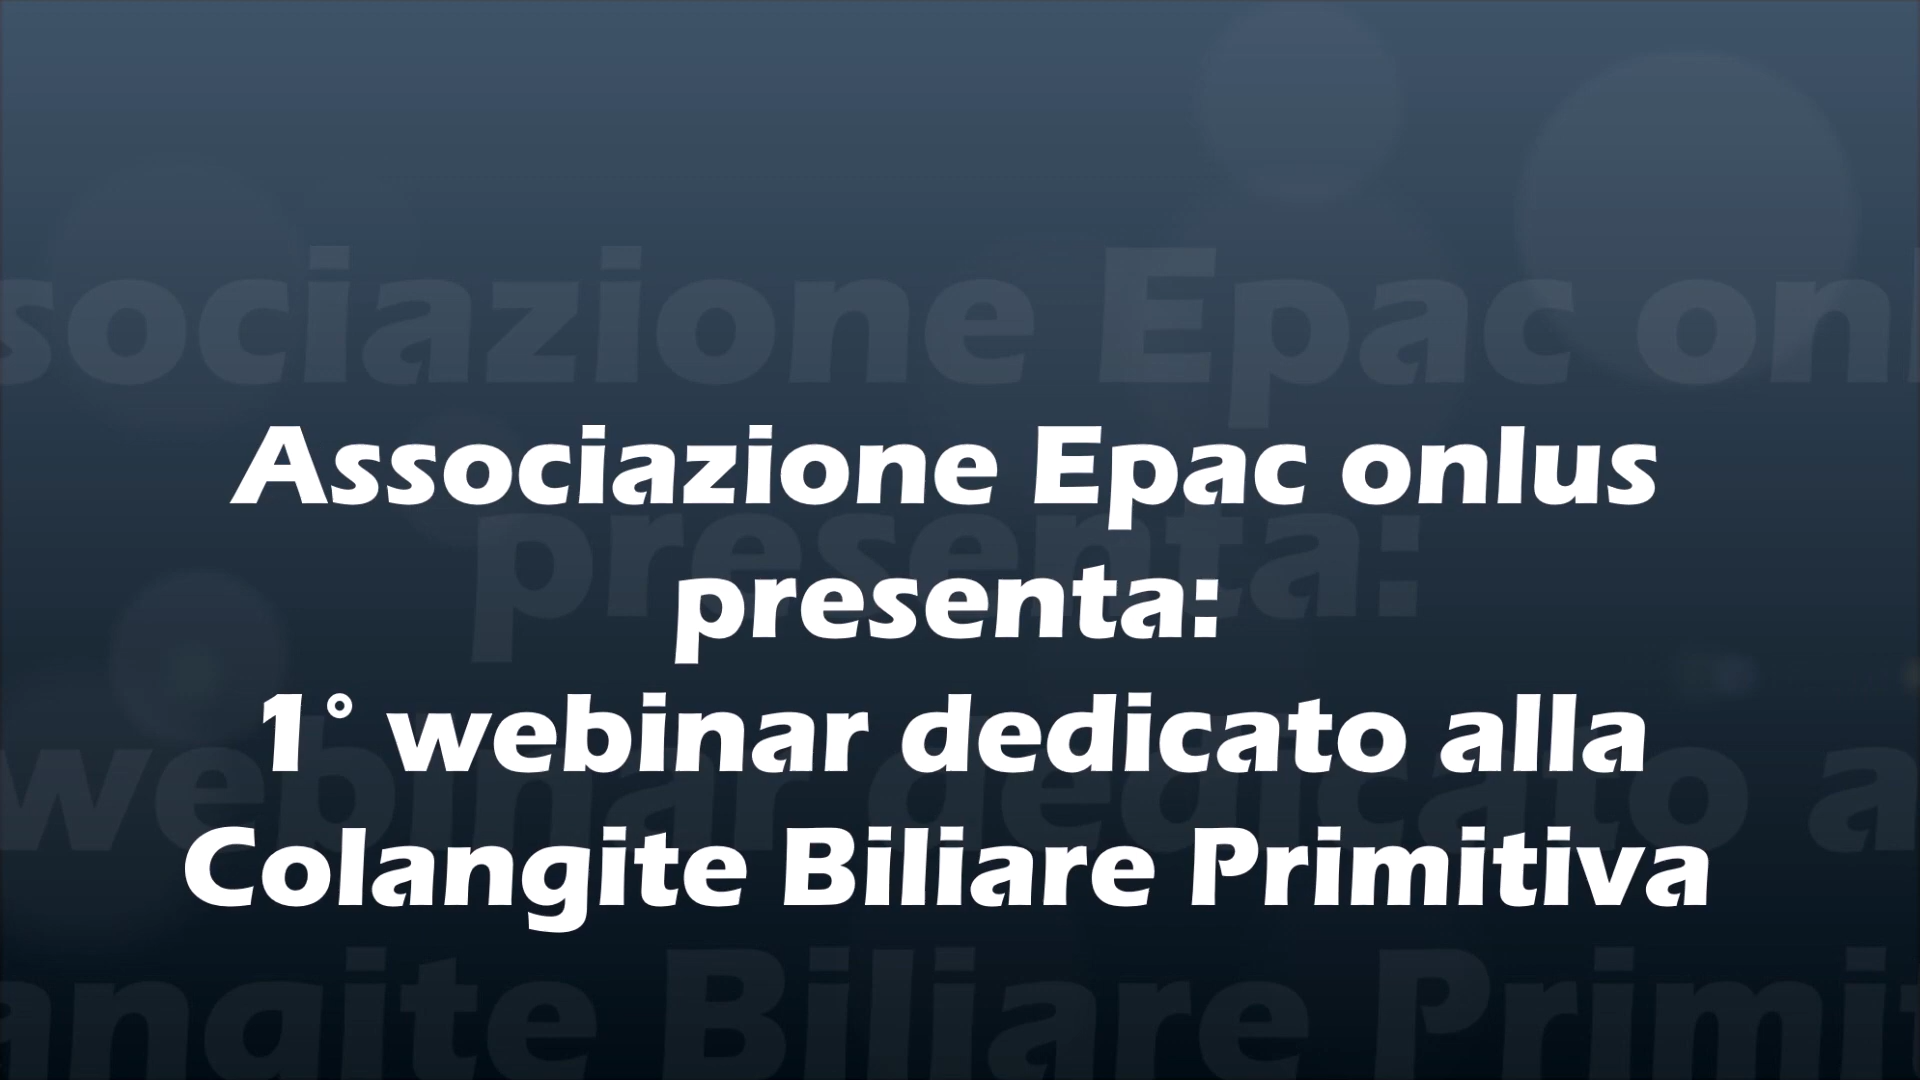 Associazione Epac onlus
presenta:
1° webinar dedicato alla
Colangite Biliare Primitiva